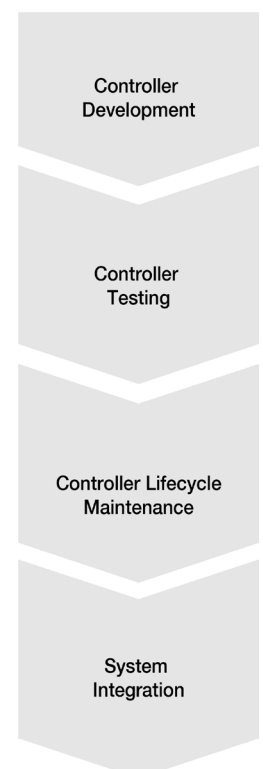 Controller
Development
Controller
Testing
Controller Lifecycle
Maintenance
System
Integration